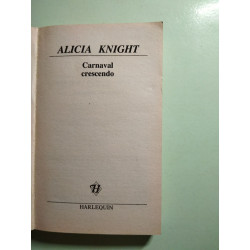 ALICIA KNIGHT
Carnaval
crescendo
H
HARLEQUIN